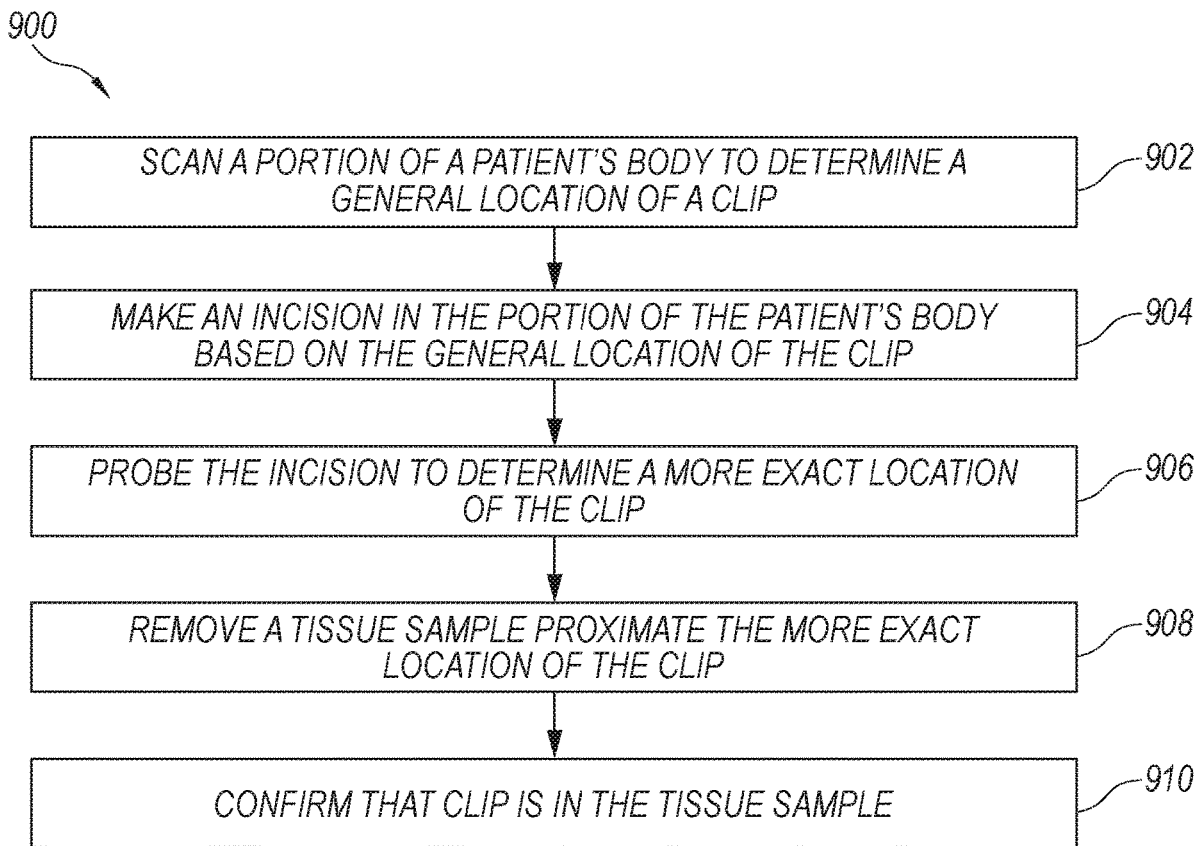 900
SCAN A PORTION OF A PATIENT'S BODY TO DETERMINE A
GENERAL LOCATION OF A CLIP
902
MAKE AN INCISION IN THE PORTION OF THE PATIENT'S BODY
BASED ON THE GENERAL LOCATION OF THE CLIP
904
PROBE THE INCISION TO DETERMINE A MORE EXACT LOCATION
OF THE CLIP
906
REMOVE A TISSUE SAMPLE PROXIMATE THE MORE EXACT
LOCATION OF THE CLIP
908
CONFIRM THAT CLIP IS IN THE TISSUE SAMPLE
910